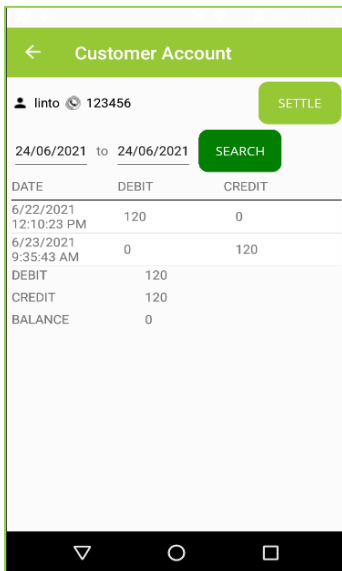 Customer Account
linto 123456 SETTLE
24/06/2021 to 24/06/2021 SEARCH
DATE DEBIT CREDIT
6/22/2021 12:10:23 PM 120 0
6/23/2021 9:35:43 AM 0 120
DEBIT 120
CREDIT 120
BALANCE 0